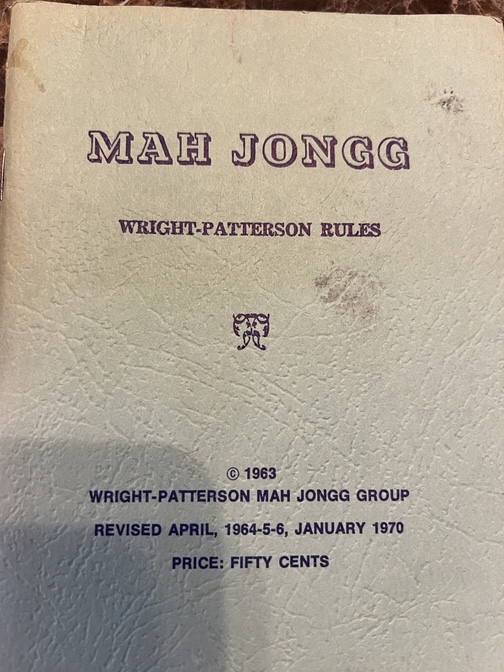 MAH JONGG
WRIGHT-PATTERSON RULES
© 1963
WRIGHT-PATTERSON MAH JONGG GROUP
REVISED APRIL, 1964-5-6, JANUARY 1970
PRICE: FIFTY CENTS